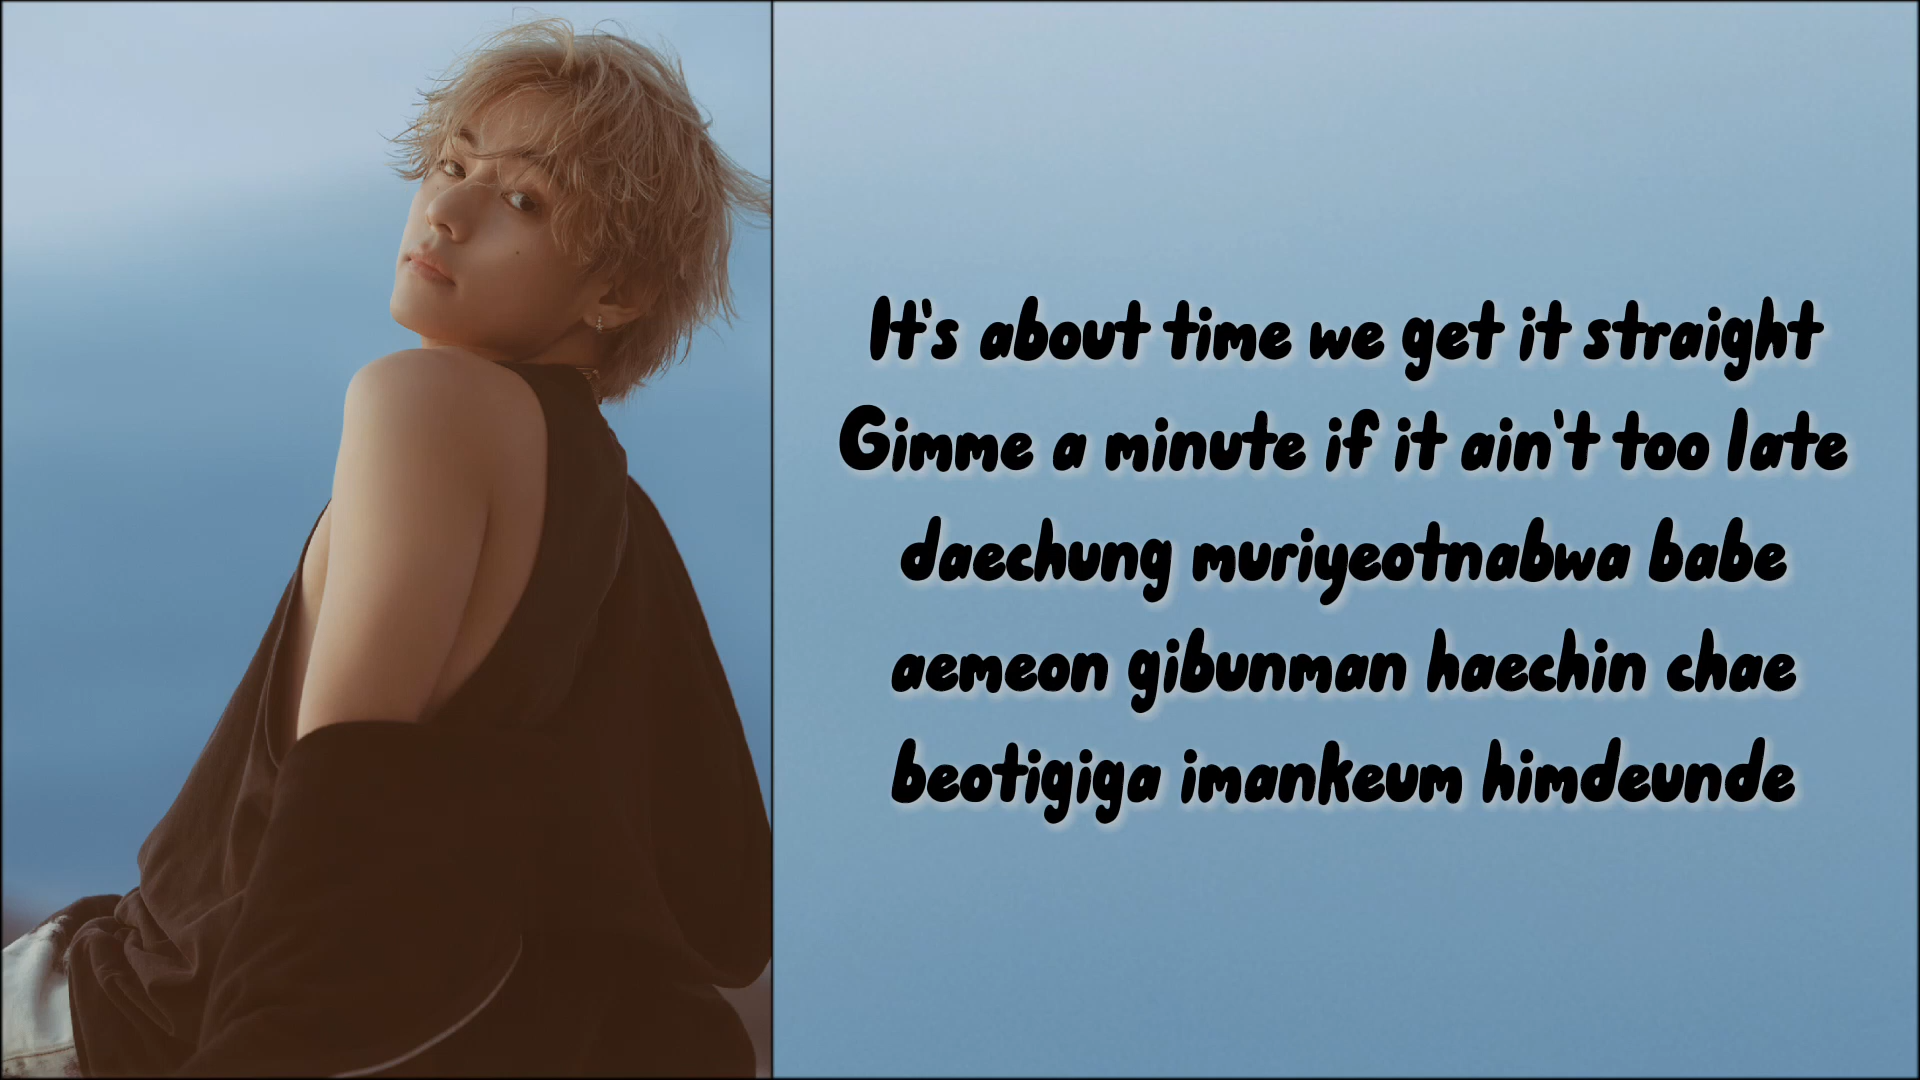 It's about time we get it straight
Gimme a minute if it ain't too late
daechung muriyeotnabwa babe
aemeon gibunman haechin chae
beotigiga imankeum himdeunde